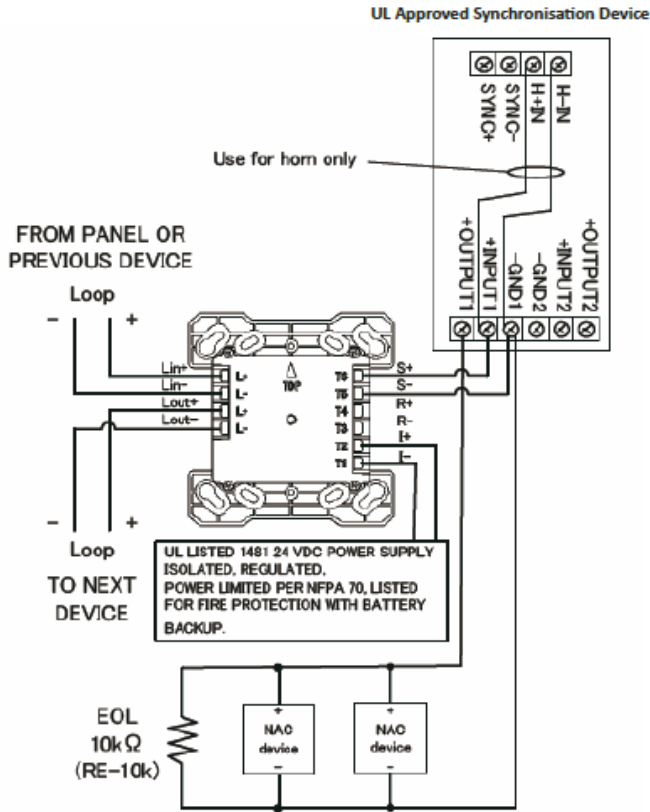 UL Approved Synchronisation Device
SYNC+
SYNC-
H+IN
H-IN
Use for horn only
+OUTPUT1
+INPUT1
-GND1
-GND2
+INPUT2
+OUTPUT2
FROM PANEL OR
PREVIOUS DEVICE
Loop
- +
Lin+
Lin-
Lout+
Lout-
L+
L-
L+
L-
TOP
T6
T5
T4
T3
T2
T1
S+
S-
R+
R-
I+
I-
- +
Loop
TO NEXT
DEVICE
UL LISTED 1481 24 VDC POWER SUPPLY
ISOLATED, REGULATED,
POWER LIMITED PER NFPA 70, LISTED
FOR FIRE PROTECTION WITH BATTERY
BACKUP.
EOL
10kΩ
(RE-10k)
+
NAC
device
-
+
NAC
device
-